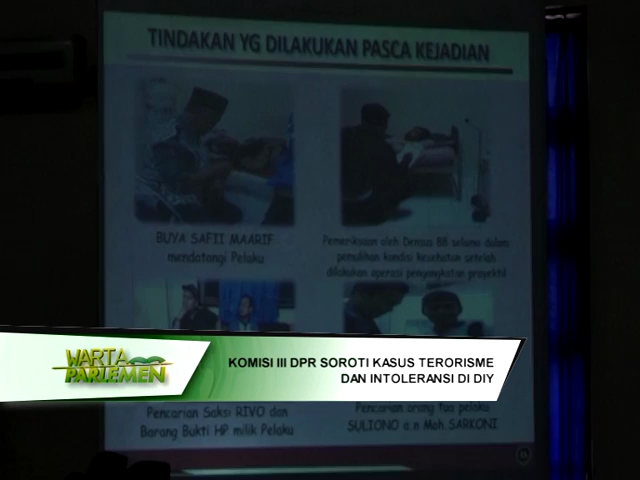 TINDAKAN YG DILAKUKAN PASCA KEJADIAN
BUYA SAFII MAARIF
mendatangi Pelaku
Pemeriksaan oleh Densus 88 selama dalam
pemulihan kondisi kesehatan setelah
dilakukan operasi pengangkatan proyektil
WARTA
PARLEMEN
KOMISI III DPR SOROTI KASUS TERORISME
DAN INTOLERANSI DI DIY
Pencarian Saksi RIVO dan
Barang Bukti HP milik Pelaku
Pencarian orang tua pelaku
SULIONO a.n Moh. SARKONI